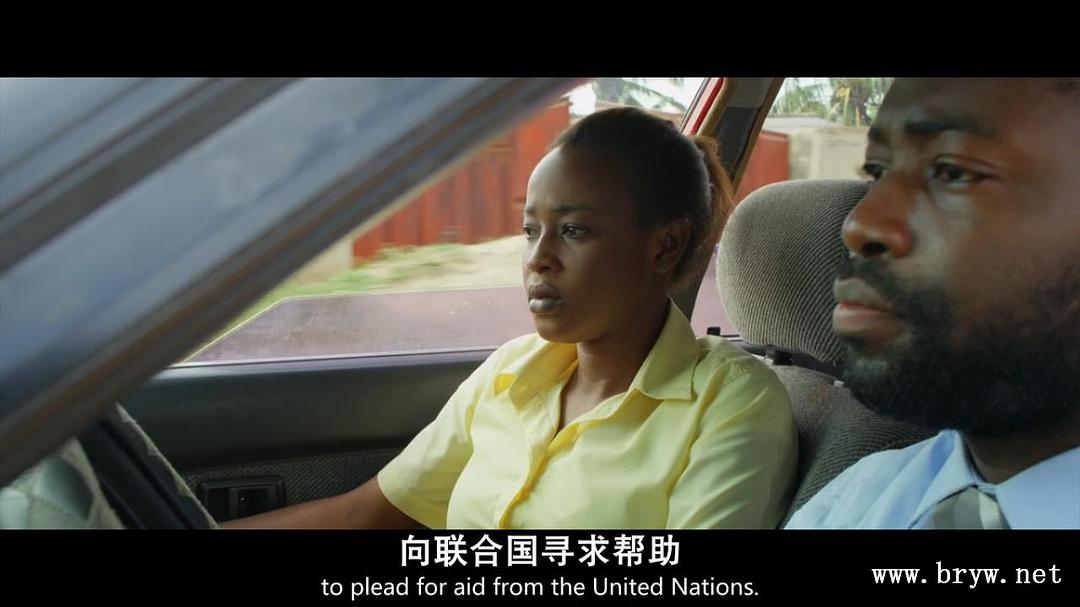 向联合国寻求帮助
to plead for aid from the United Nations.
www.bryw.net